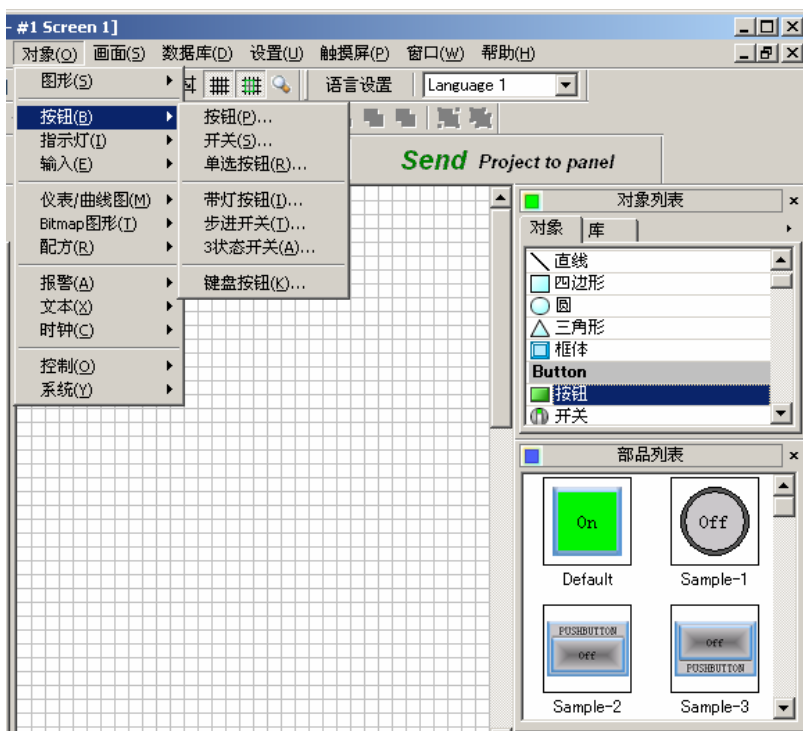 - #1 Screen 1]
对象(O) 画面(S) 数据库(D) 设置(U) 触摸屏(P) 窗口(W) 帮助(H)
语言设置 Language 1
图形(S)
按钮(B)
指示灯(I)
输入(E)
仪表/曲线图(M)
Bitmap图形(T)
配方(R)
报警(A)
文本(X)
时钟(C)
控制(O)
系统(Y)
按钮(P)...
开关(S)...
单选按钮(R)...
带灯按钮(I)...
步进开关(T)...
3状态开关(A)...
键盘按钮(K)...
Send Project to panel
对象列表
对象 库
直线
四边形
圆
三角形
框体
Button
按钮
开关
部品列表
On
Default
Off
Sample-1
PUSHBUTTON
Off
Sample-2
Off
PUSHBUTTON
Sample-3